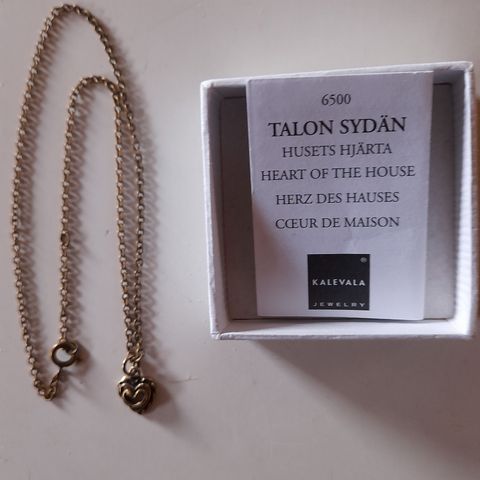 6500
TALON SYDÄN
HUSETS HJÄRTA
HEART OF THE HOUSE
HERZ DES HAUSES
CŒUR DE MAISON
®
KALEVALA
JEWELRY